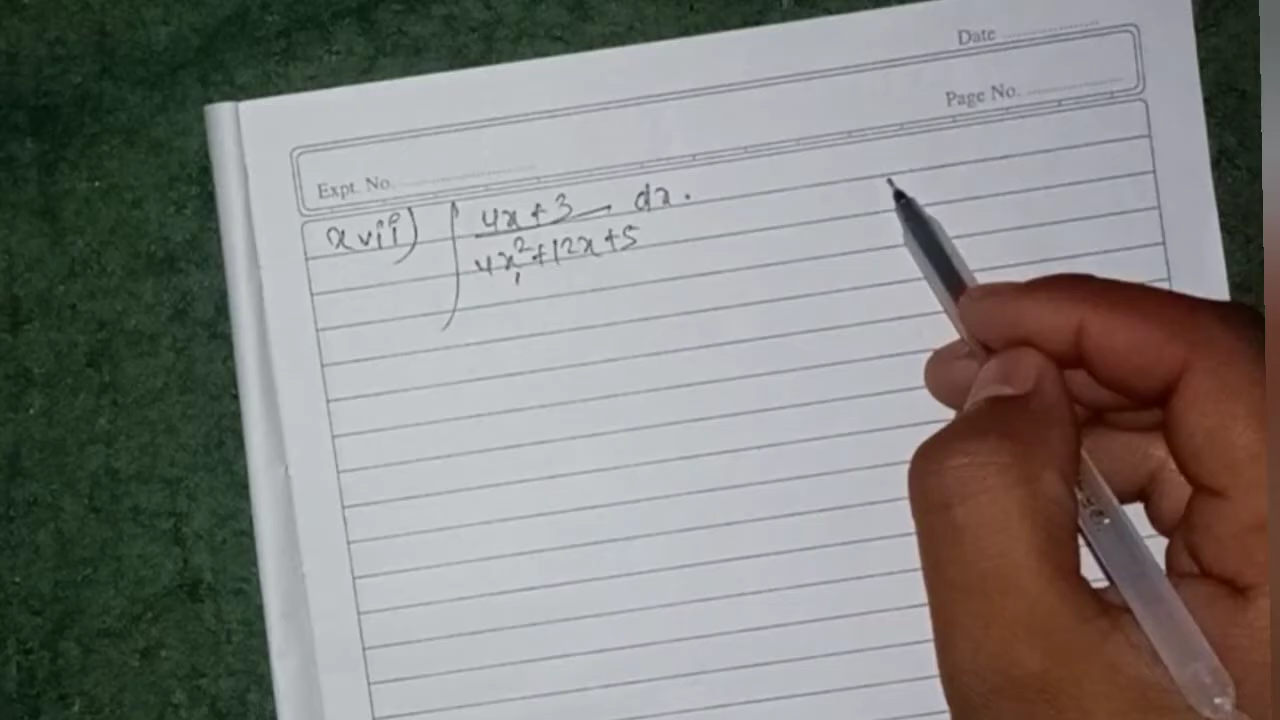 Date
Page No.
Expt. No.
xvii) ∫ 4x+3 / 4x²+12x+5 dx.